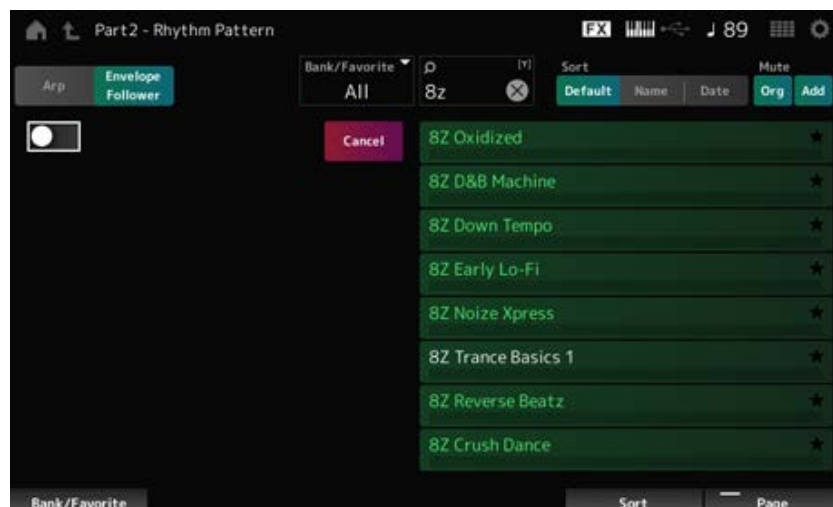 Part2 - Rhythm Pattern
FX
♩ 89
Arp
Envelope
Follower
Bank/Favorite
All
[Y]
8z
Sort
Default Name Date
Mute
Org Add
Cancel
8Z Oxidized
8Z D&B Machine
8Z Down Tempo
8Z Early Lo-Fi
8Z Noize Xpress
8Z Trance Basics 1
8Z Reverse Beatz
8Z Crush Dance
Bank/Favorite
Sort
Page